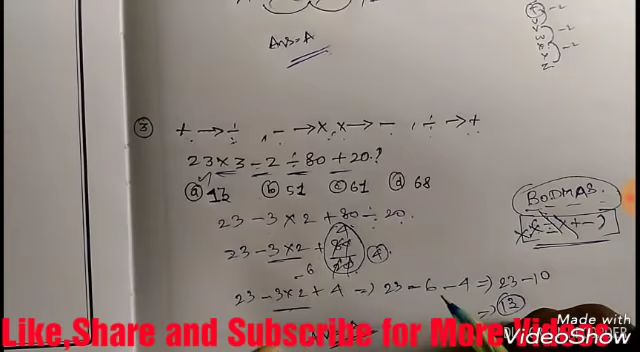 Ans = A
③ + → ÷ , - → ×, × → - , ÷ → +
23 × 3 - 2 ÷ 80 + 20 ?
ⓐ 13 ⓑ 51 ⓒ 61 ⓓ 68
23 - 3 × 2 + 80 ÷ 20.
BODMAS
23 - 3×2 + ④
- 6
23 - 3×2 + 4 ⇒ 23 - 6 - 4 ⇒ 23 - 10
⇒ ⑬
Made with
VideoShow
Like,Share and Subscribe for More Videos